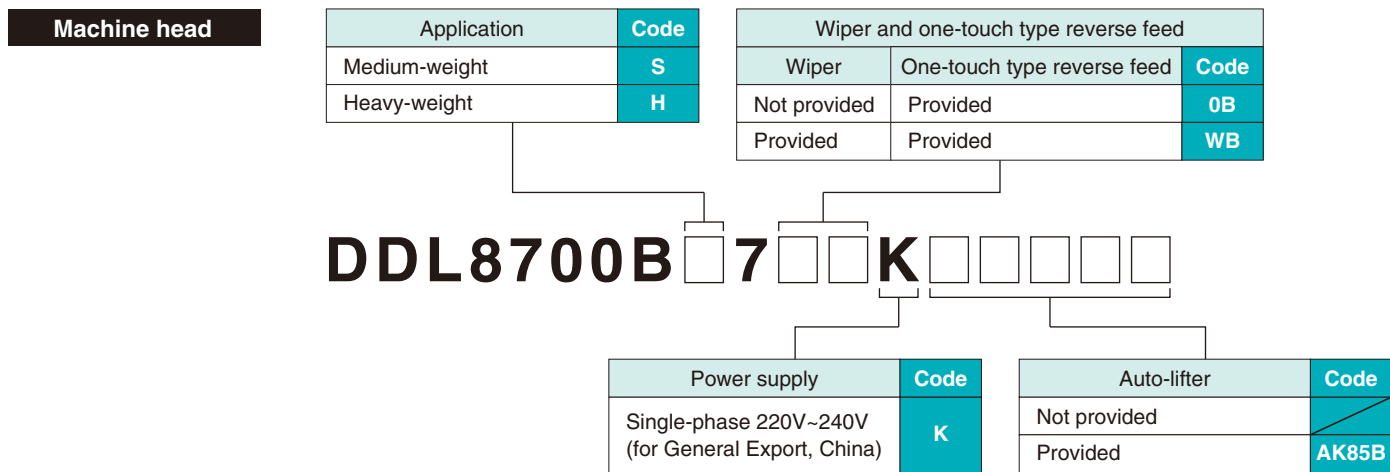 Machine head
Application Code
Medium-weight S
Heavy-weight H
Wiper and one-touch type reverse feed
Wiper One-touch type reverse feed Code
Not provided Provided 0B
Provided Provided WB
DDL8700B□7□□K□□□□□
Power supply Code
Single-phase 220V~240V
(for General Export, China) K
Auto-lifter Code
Not provided
Provided AK85B